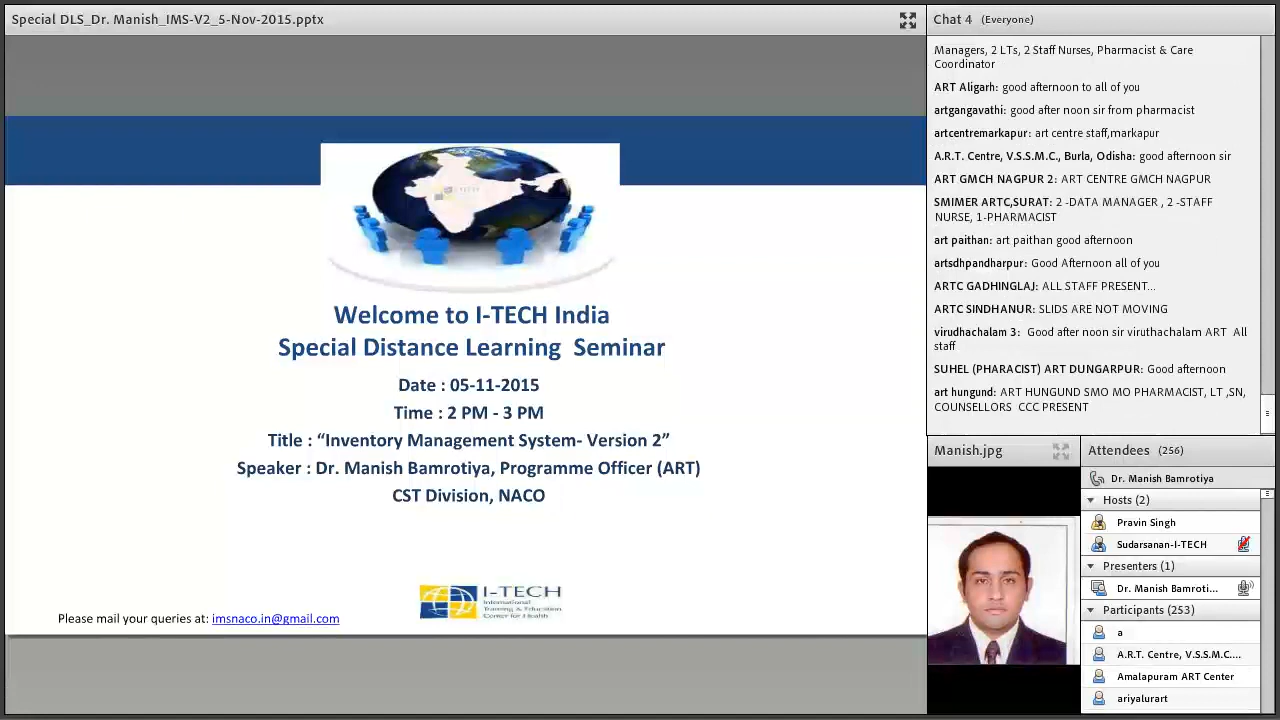 Special DLS_Dr. Manish_IMS-V2_5-Nov-2015.pptx
Welcome to I-TECH India
Special Distance Learning Seminar
Date : 05-11-2015
Time : 2 PM - 3 PM
Title : “Inventory Management System- Version 2”
Speaker : Dr. Manish Bamrotiya, Programme Officer (ART)
CST Division, NACO
I-TECH
International
Training & Education
Center for Health
Please mail your queries at: imsnaco.in@gmail.com
Chat 4 (Everyone)
Managers, 2 LTs, 2 Staff Nurses, Pharmacist & Care
Coordinator
ART Aligarh: good afternoon to all of you
artgangavathi: good after noon sir from pharmacist
artcentremarkapur: art centre staff,markapur
A.R.T. Centre, V.S.S.M.C., Burla, Odisha: good afternoon sir
ART GMCH NAGPUR 2: ART CENTRE GMCH NAGPUR
SMIMER ARTC,SURAT: 2 -DATA MANAGER , 2 -STAFF
NURSE, 1-PHARMACIST
art paithan: art paithan good afternoon
artsdhpandharpur: Good Afternoon all of you
ARTC GADHINGLAJ: ALL STAFF PRESENT...
ARTC SINDHANUR: SLIDS ARE NOT MOVING
virudhachalam 3: Good after noon sir viruthachalam ART All
staff
SUHEL (PHARACIST) ART DUNGARPUR: Good afternoon
art hungund: ART HUNGUND SMO MO PHARMACIST, LT ,SN,
COUNSELLORS CCC PRESENT
Manish.jpg
Attendees (256)
Dr. Manish Bamrotiya
Hosts (2)
Pravin Singh
Sudarsanan-I-TECH
Presenters (1)
Dr. Manish Bamroti...
Participants (253)
a
A.R.T. Centre, V.S.S.M.C....
Amalapuram ART Center
ariyalurart